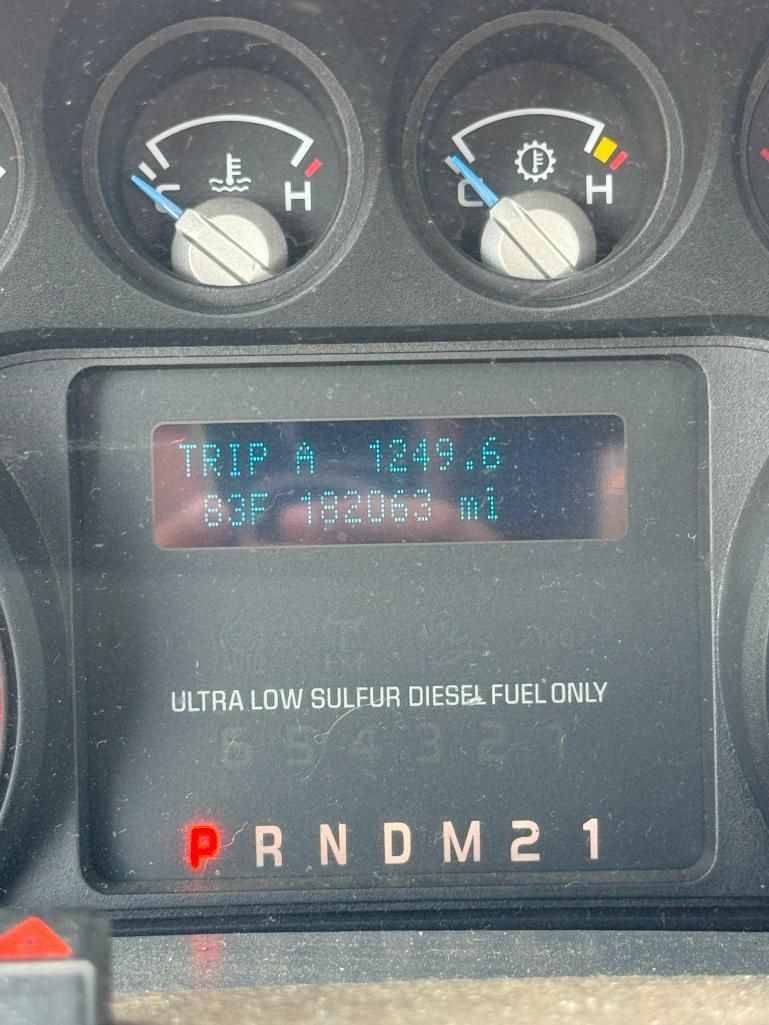 C H
C H
TRIP A 1249.6
83F 182063 mi
ULTRA LOW SULFUR DIESEL FUEL ONLY
6 5 4 3 2 1
P R N D M 2 1